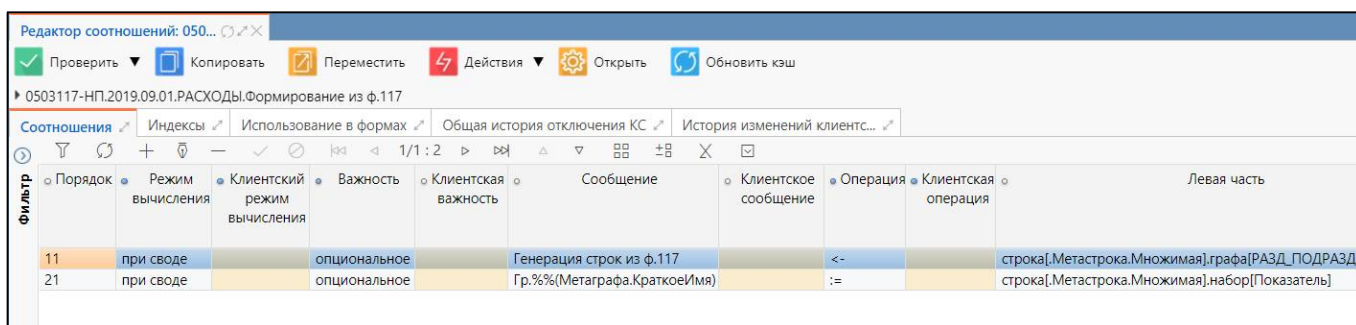 Редактор соотношений: 050...
Проверить ▼ Копировать Переместить Действия ▼ Открыть Обновить кэш
0503117-НП.2019.09.01.РАСХОДЫ.Формирование из ф.117
Соотношения Индексы Использование в формах Общая история отключения КС История изменений клиентс...
1/1 : 2
Фильтр
Порядок Режим вычисления Клиентский режим вычисления Важность Клиентская важность Сообщение Клиентское сообщение Операция Клиентская операция Левая часть
11 при своде опциональное Генерация строк из ф.117 <- строка[.Метастрока.Множимая].графа[РАЗД_ПОДРАЗД
21 при своде опциональное Гр.%%(Метаграфа.КраткоеИмя) := строка[.Метастрока.Множимая].набор[Показатель]